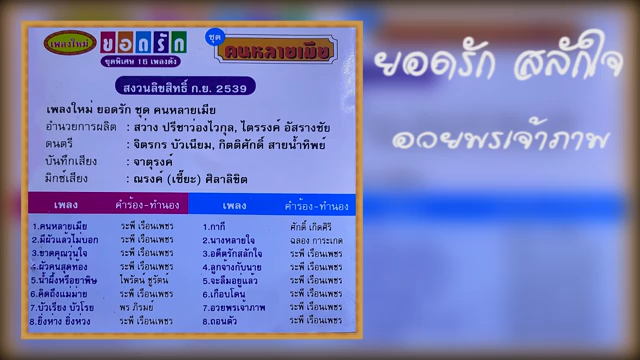 เพลงใหม่ ยอดรัก ชุด คนหลายเมีย
ชุดพิเศษ 16 เพลงดัง
สงวนลิขสิทธิ์ ก.ย. 2539
เพลงใหม่ ยอดรัก ชุด คนหลายเมีย
อำนวยการผลิต : สว่าง ปรีชาว่องไวกุล, ไตรรงค์ อัสรางชัย
ดนตรี : จิตรกร บัวเนียม, กิตติศักดิ์ สายน้ำทิพย์
บันทึกเสียง : จาตุรงค์
มิกซ์เสียง : ณรงค์ (เซี้ยะ) ศิลาลิขิต
เพลง คำร้อง-ทำนอง เพลง คำร้อง-ทำนอง
1.คนหลายเมีย ระพี เรือนเพชร 1.กากี ศักดิ์ เกิดศิริ
2.มีผัวแล้วไม่บอก ระพี เรือนเพชร 2.นางหลายใจ ฉลอง การะเกด
3.ขาดคุณวุ่นใจ ระพี เรือนเพชร 3.อดีตรักสลักใจ ระพี เรือนเพชร
4.ผัวคนสุดท้อง ระพี เรือนเพชร 4.ลูกจ้างกับนาย ระพี เรือนเพชร
5.น้ำผึ้งหรือยาพิษ ไพรัตน์ ชูรัตน์ 5.จะลืมอยู่แล้ว ระพี เรือนเพชร
6.คิดถึงแม่ม่าย ระพี เรือนเพชร 6.เกือบโดน ระพี เรือนเพชร
7.บัวเรียง บัวโรย พร ภิรมย์ 7.อวยพรเจ้าภาพ ระพี เรือนเพชร
8.ยิ่งห่าง ยิ่งห่วง ระพี เรือนเพชร 8.ถอนตัว ระพี เรือนเพชร
ยอดรัก สลักใจ
อวยพรเจ้าภาพ